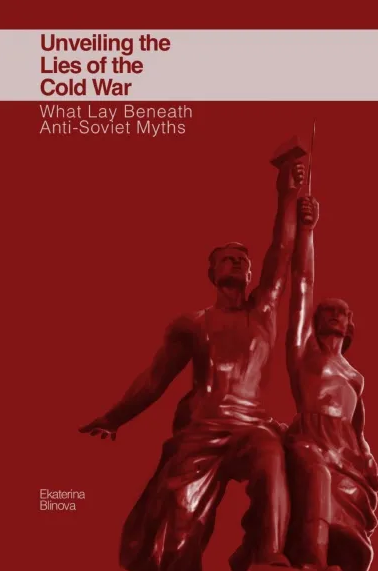 Unveiling the
Lies of the
Cold War
What Lay Beneath
Anti-Soviet Myths
Ekaterina
Blinova